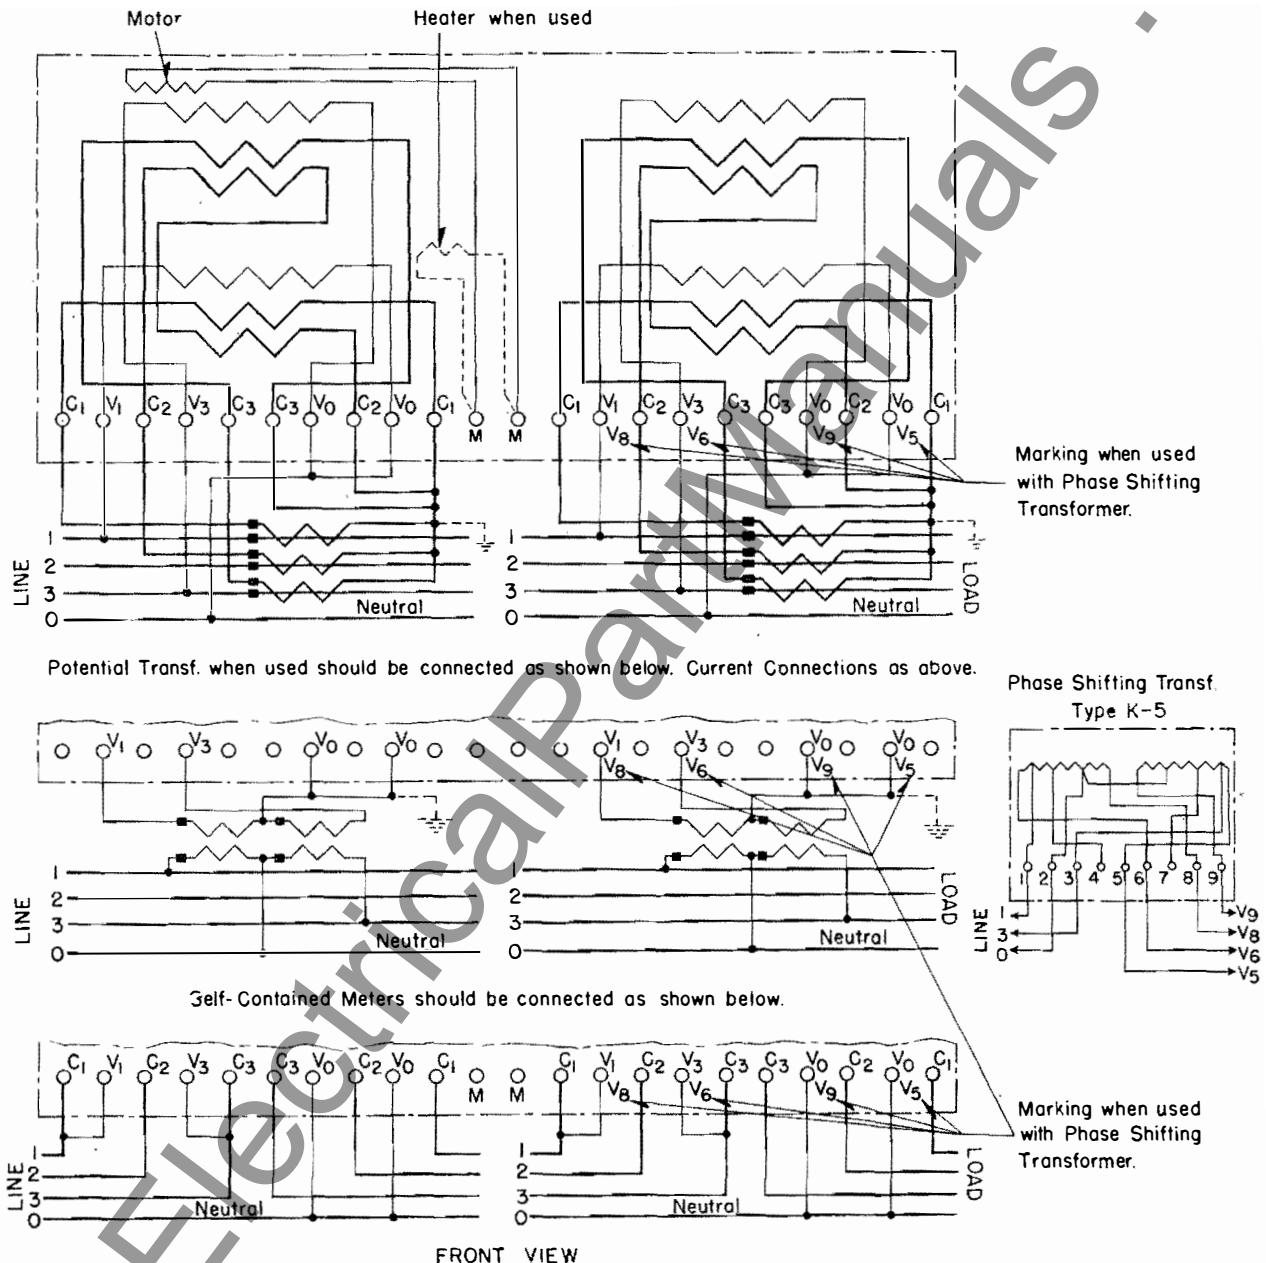 Motor Heater when used
C1 V1 C2 V3 C3 C3 V0 C2 V0 C1 M M C1 V1 C2 V3 C3 C3 V0 C2 V0 C1
V8 V6 V9 V5
Marking when used
with Phase Shifting
Transformer.
LINE
1 1
2 2
3 3
0 0
Neutral Neutral
LOAD
Potential Transf. when used should be connected as shown below. Current Connections as above.
Phase Shifting Transf.
Type K-5
V1 V3 V0 V0 V1 V3 V0 V0
V8 V6 V9 V5
LINE
1 1
2 2
3 3
0 0
Neutral Neutral
LOAD
1 2 3 4 5 6 7 8 9
LINE
1
3
0
V9
V8
V6
V5
Self-Contained Meters should be connected as shown below.
C1 V1 C2 V3 C3 C3 V0 C2 V0 C1 M M C1 V1 C2 V3 C3 C3 V0 C2 V0 C1
V8 V6 V9 V5
Marking when used
with Phase Shifting
Transformer.
LINE
1 1
2 2
3 3
0 0
Neutral Neutral
LOAD
FRONT VIEW
ElectricalPartManuals .